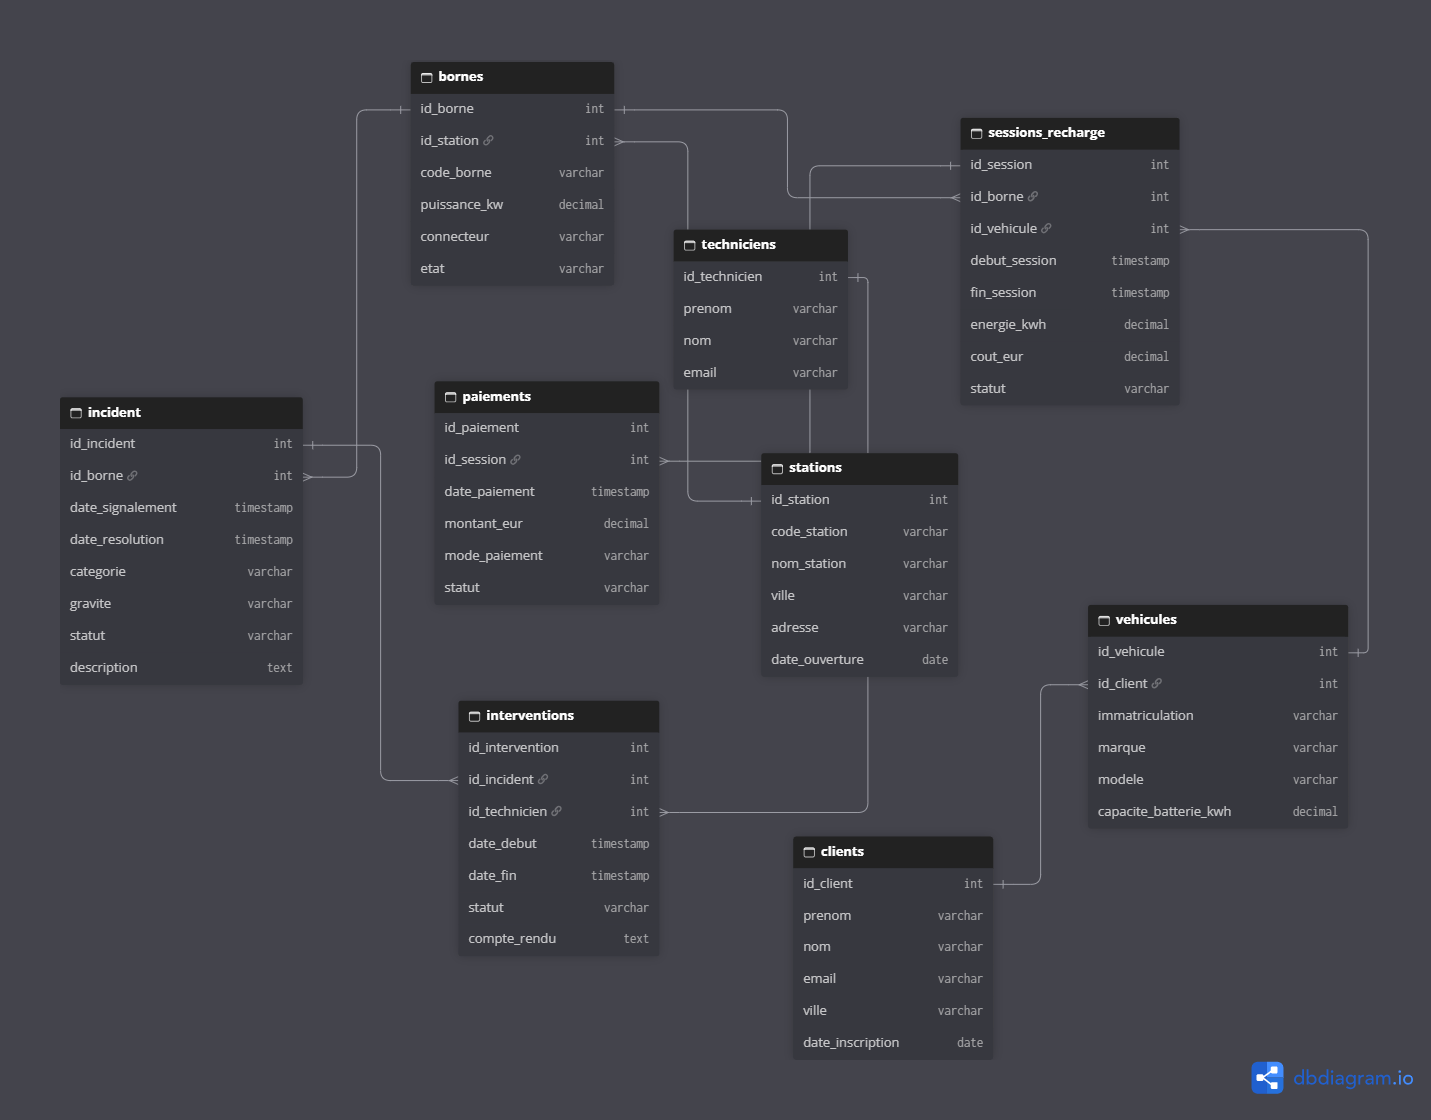 bornes
id_borne int
id_station int
code_borne varchar
puissance_kw decimal
connecteur varchar
etat varchar
sessions_recharge
id_session int
id_borne int
id_vehicule int
debut_session timestamp
fin_session timestamp
energie_kwh decimal
cout_eur decimal
statut varchar
techniciens
id_technicien int
prenom varchar
nom varchar
email varchar
paiements
id_paiement int
id_session int
date_paiement timestamp
montant_eur decimal
mode_paiement varchar
statut varchar
incident
id_incident int
id_borne int
date_signalement timestamp
date_resolution timestamp
categorie varchar
gravite varchar
statut varchar
description text
stations
id_station int
code_station varchar
nom_station varchar
ville varchar
adresse varchar
date_ouverture date
vehicules
id_vehicule int
id_client int
immatriculation varchar
marque varchar
modele varchar
capacite_batterie_kwh decimal
interventions
id_intervention int
id_incident int
id_technicien int
date_debut timestamp
date_fin timestamp
statut varchar
compte_rendu text
clients
id_client int
prenom varchar
nom varchar
email varchar
ville varchar
date_inscription date
dbdiagram.io